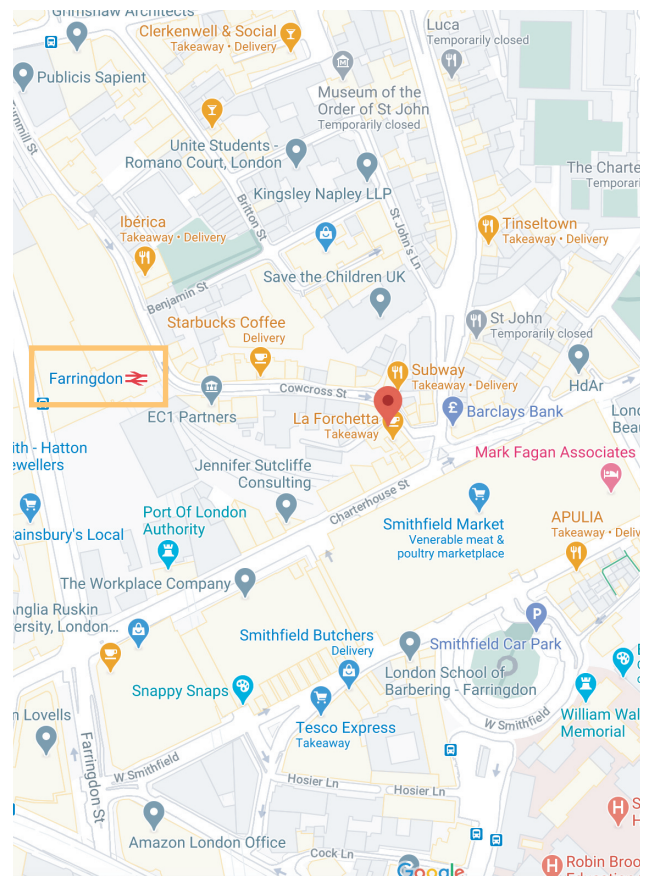 Grimshaw Architects
Clerkenwell & Social
Takeaway • Delivery
Luca
Temporarily closed
Publicis Sapient
Museum of the
Order of St John
Temporarily closed
Unite Students -
Romano Court, London
The Charte
Temporari
Kingsley Napley LLP
Britton St
St John's Ln
Ibérica
Takeaway • Delivery
Tinseltown
Takeaway • Delivery
Save the Children UK
Benjamin St
Starbucks Coffee
Delivery
St John
Temporarily closed
Farringdon
Subway
Takeaway • Delivery
HdAr
Cowcross St
EC1 Partners
La Forchetta
Takeaway
£
Barclays Bank
Lond
Beau
ith - Hatton
ewellers
Mark Fagan Associates
Jennifer Sutcliffe
Consulting
Charterhouse St
Port Of London
Authority
Smithfield Market
Venerable meat &
poultry marketplace
APULIA
Takeaway • Deliv
ainsbury's Local
The Workplace Company
Anglia Ruskin
ersity, London...
P
Smithfield Butchers
Delivery
Smithfield Car Park
London School of
Barbering - Farringdon
Snappy Snaps
n Lovells
Tesco Express
Takeaway
W Smithfield
William Wal
Memorial
Farringdon St
W Smithfield
Hosier Ln
Hosier Ln
H
S
Amazon London Office
Cock Ln
Google
H
Robin Broo